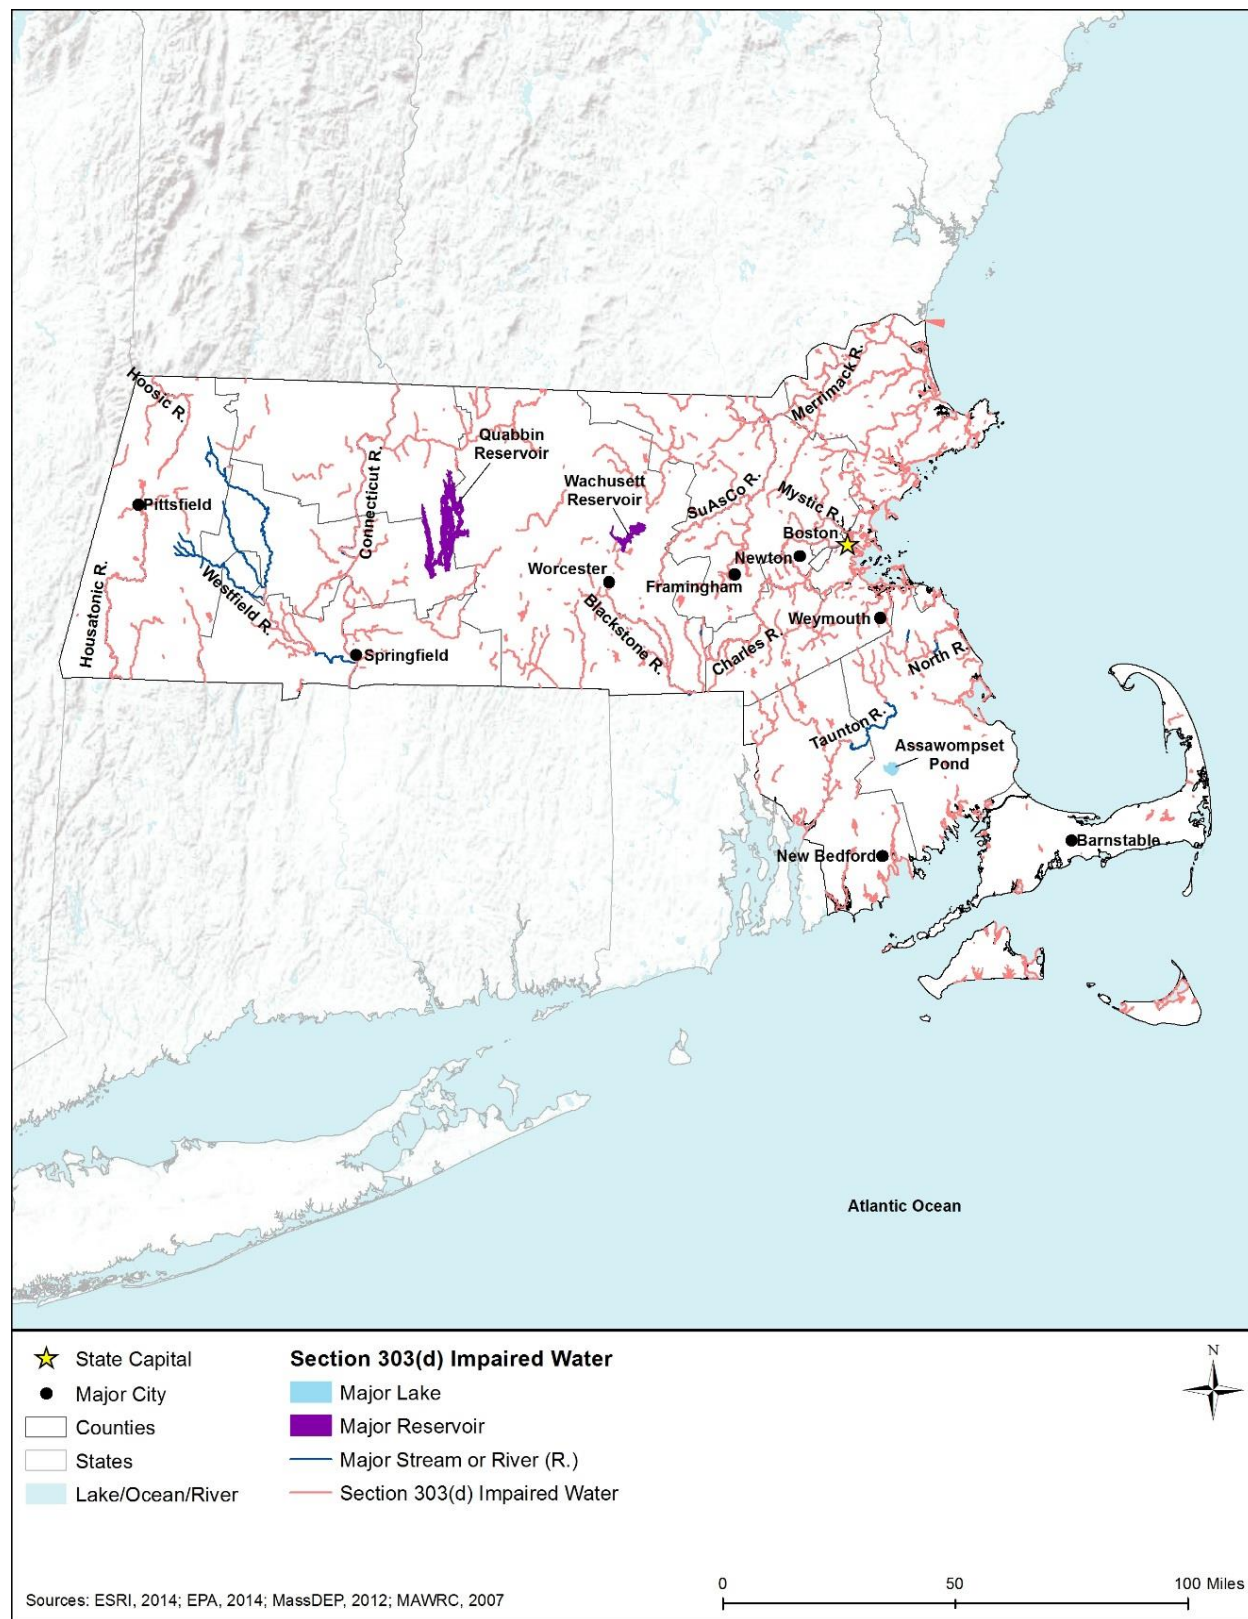 Hoosic R.
Merrimack R.
Quabbin
Reservoir
Connecticut R.
Wachusett
Reservoir
SuAsCo R.
Mystic R.
Pittsfield
Boston
Newton
Worcester
Framingham
Housatonic R.
Westfield R.
Blackstone R.
Weymouth
Charles R.
Springfield
North R.
Taunton R.
Assawompset
Pond
New Bedford
Barnstable
Atlantic Ocean
State Capital
Major City
Counties
States
Lake/Ocean/River
Section 303(d) Impaired Water
Major Lake
Major Reservoir
Major Stream or River (R.)
Section 303(d) Impaired Water
N
0 50 100 Miles
Sources: ESRI, 2014; EPA, 2014; MassDEP, 2012; MAWRC, 2007